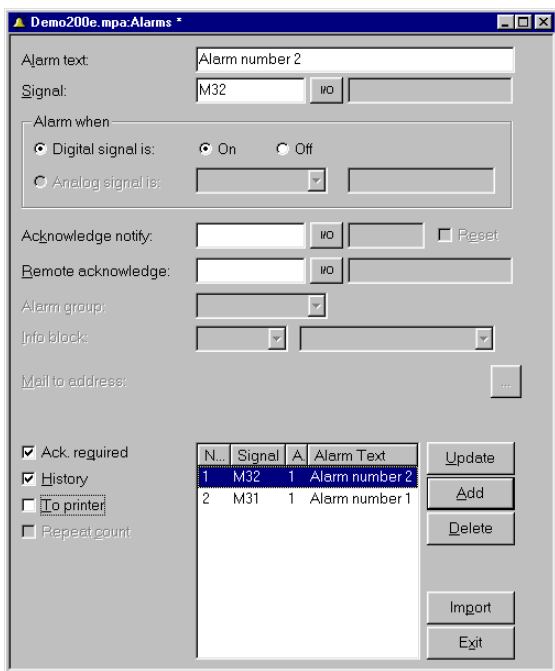 Demo200e.mpa:Alarms *
Alarm text: Alarm number 2
Signal: M32 I/O
Alarm when
Digital signal is: On Off
Analog signal is:
Acknowledge notify: I/O Reset
Remote acknowledge: I/O
Alarm group:
Info block:
Mail to address: ...
Ack. required
History
To printer
Repeat count
N... Signal A. Alarm Text
1 M32 1 Alarm number 2
2 M31 1 Alarm number 1
Update
Add
Delete
Import
Exit